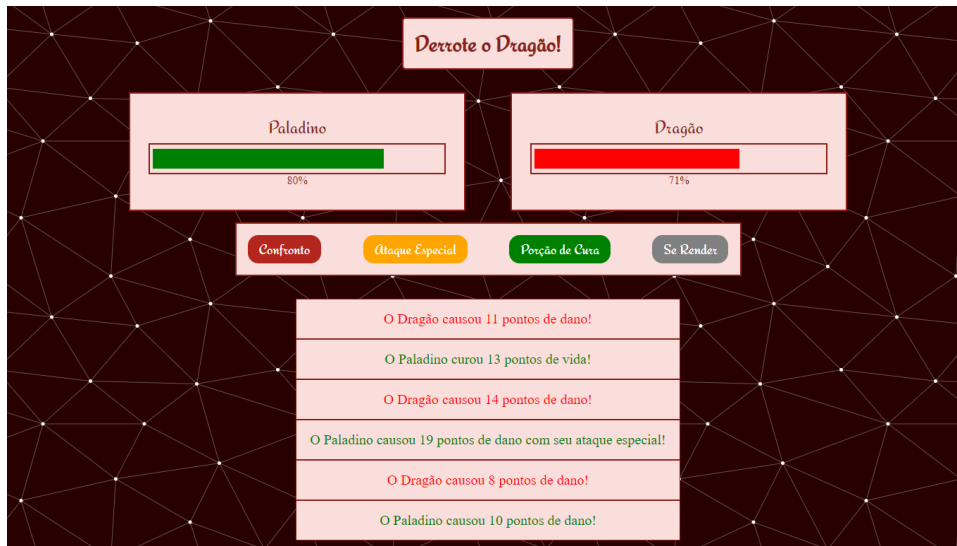 Derrote o Dragão!
Paladino
80%
Dragão
71%
Confronto
Ataque Especial
Porção de Cura
Se Render
O Dragão causou 11 pontos de dano!
O Paladino curou 13 pontos de vida!
O Dragão causou 14 pontos de dano!
O Paladino causou 19 pontos de dano com seu ataque especial!
O Dragão causou 8 pontos de dano!
O Paladino causou 10 pontos de dano!